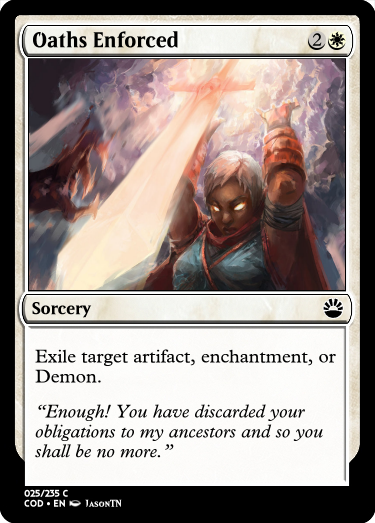 Oaths Enforced 2
Sorcery
Exile target artifact, enchantment, or
Demon.
“Enough! You have discarded your
obligations to my ancestors and so you
shall be no more.”
025/235 C
COD • EN JASONTN